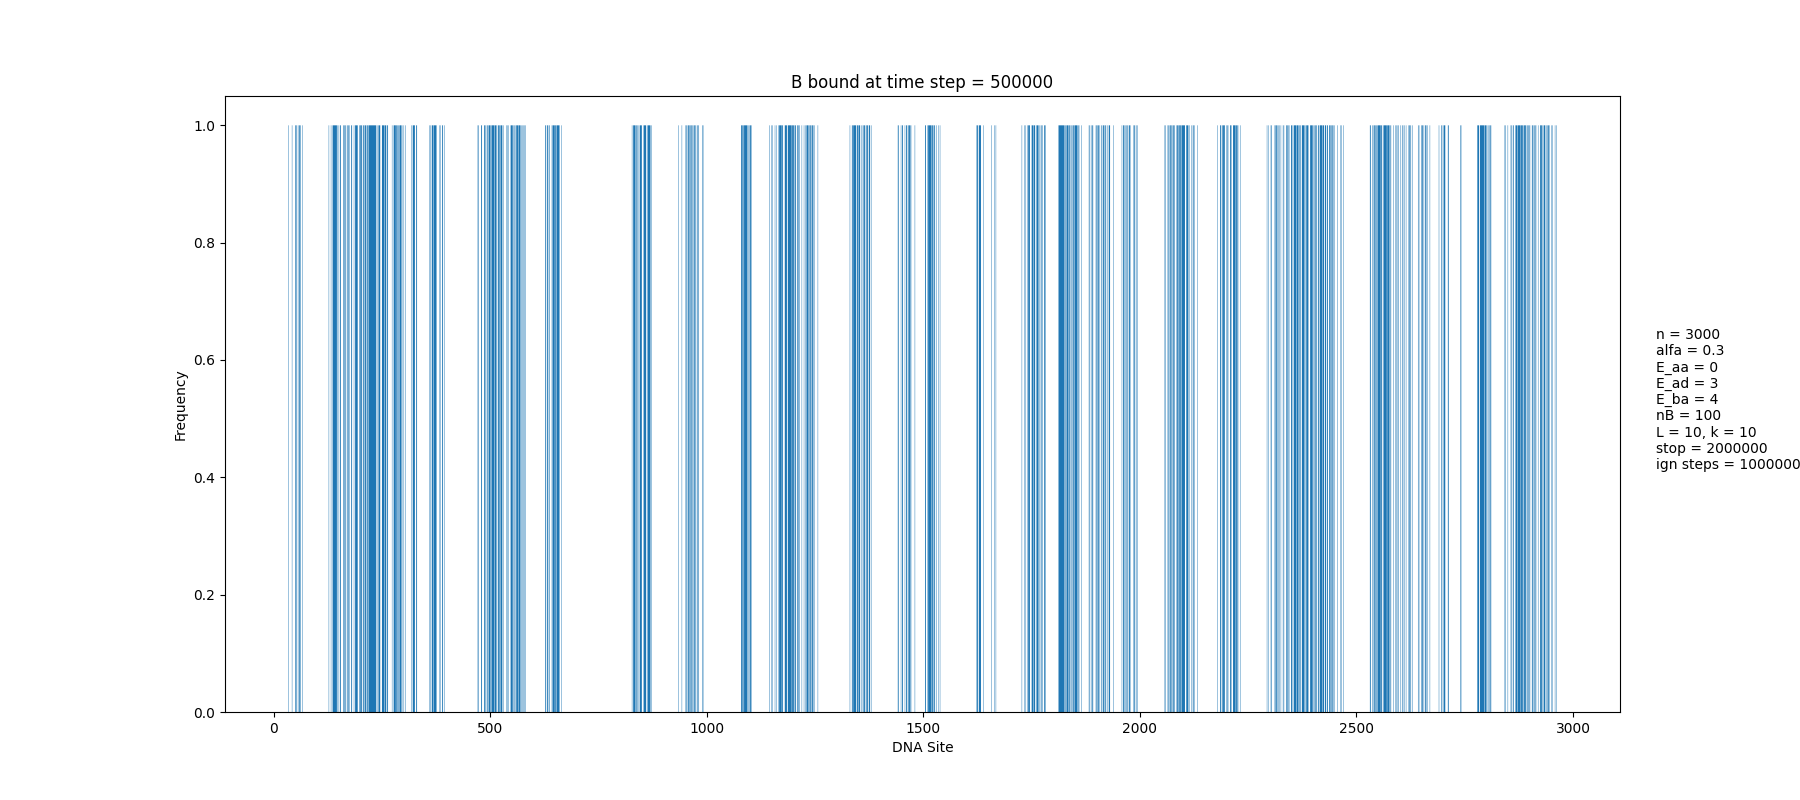 B bound at time step = 500000
1.0
0.8
0.6
0.4
0.2
0.0
Frequency
0 500 1000 1500 2000 2500 3000
DNA Site
n = 3000
alfa = 0.3
E_aa = 0
E_ad = 3
E_ba = 4
nB = 100
L = 10, k = 10
stop = 2000000
ign steps = 1000000